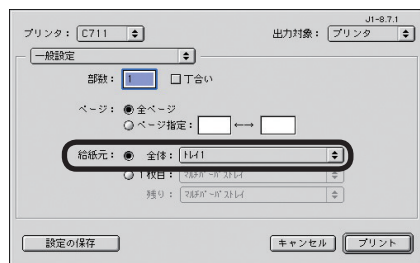 J1-8.7.1
プリンタ： C711 出力対象： プリンタ
一般設定
部数： 1 丁合い
ページ： 全ページ
ページ指定： ←→
給紙元： 全体： ﾄﾚｲ1
1 枚目： ﾏﾙﾁﾊﾟｰﾊﾟｽﾄﾚｲ
残り： ﾏﾙﾁﾊﾟｰﾊﾟｽﾄﾚｲ
設定の保存 キャンセル プリント